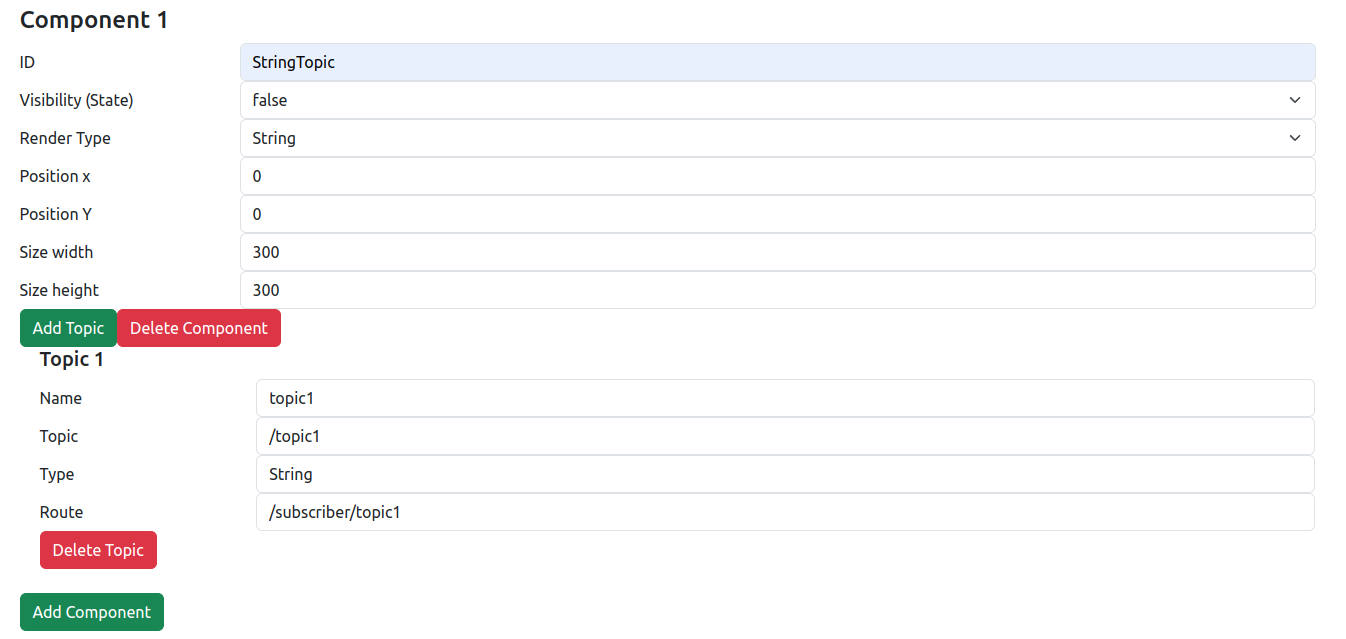 Component 1
ID StringTopic
Visibility (State) false
Render Type String
Position x 0
Position Y 0
Size width 300
Size height 300
Add Topic Delete Component
Topic 1
Name topic1
Topic /topic1
Type String
Route /subscriber/topic1
Delete Topic
Add Component